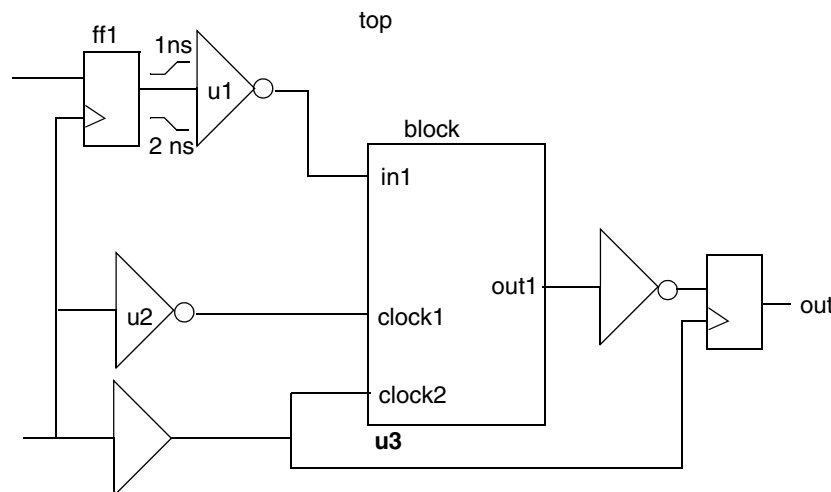 top
ff1
1ns
u1
2 ns
block
in1
out1
out
u2
clock1
clock2
u3